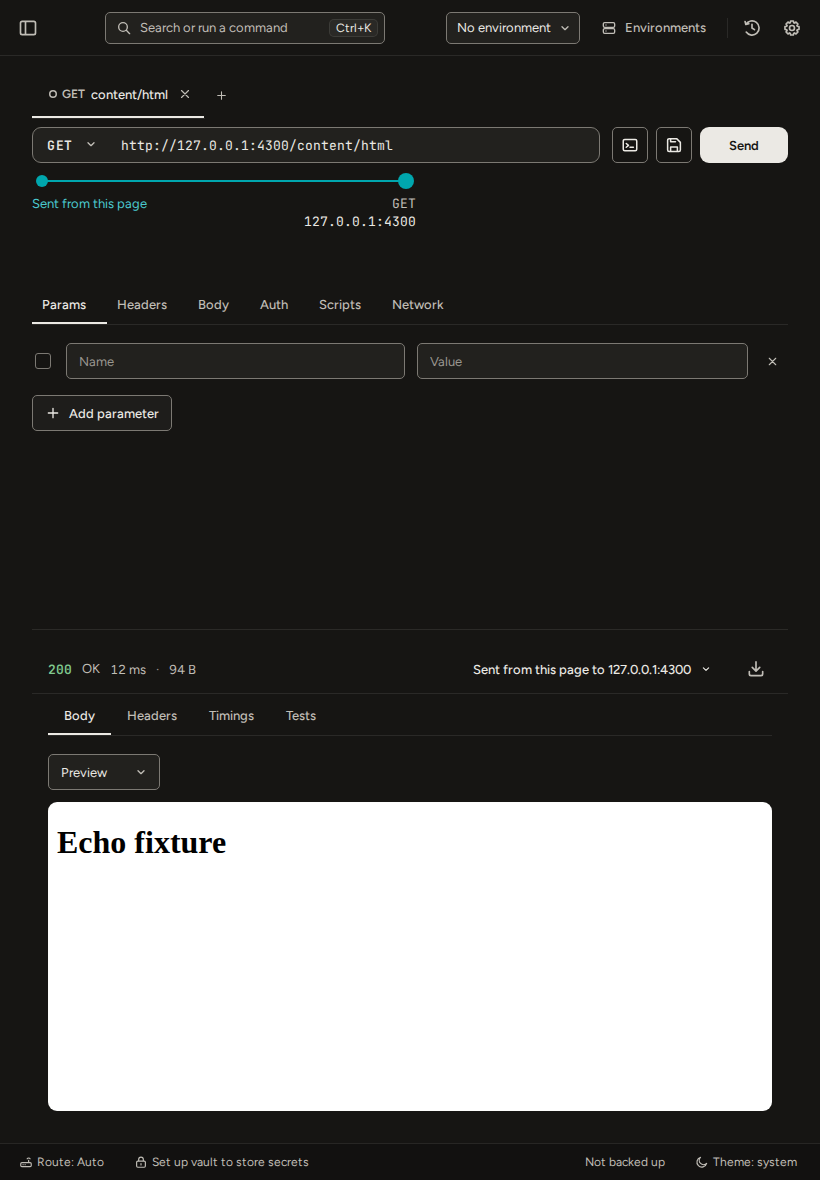 Search or run a command Ctrl+K No environment Environments
GET content/html
GET http://127.0.0.1:4300/content/html Send
Sent from this page GET
127.0.0.1:4300
Params Headers Body Auth Scripts Network
Name Value
Add parameter
200 OK 12 ms · 94 B Sent from this page to 127.0.0.1:4300
Body Headers Timings Tests
Preview
Echo fixture
Route: Auto Set up vault to store secrets Not backed up Theme: system